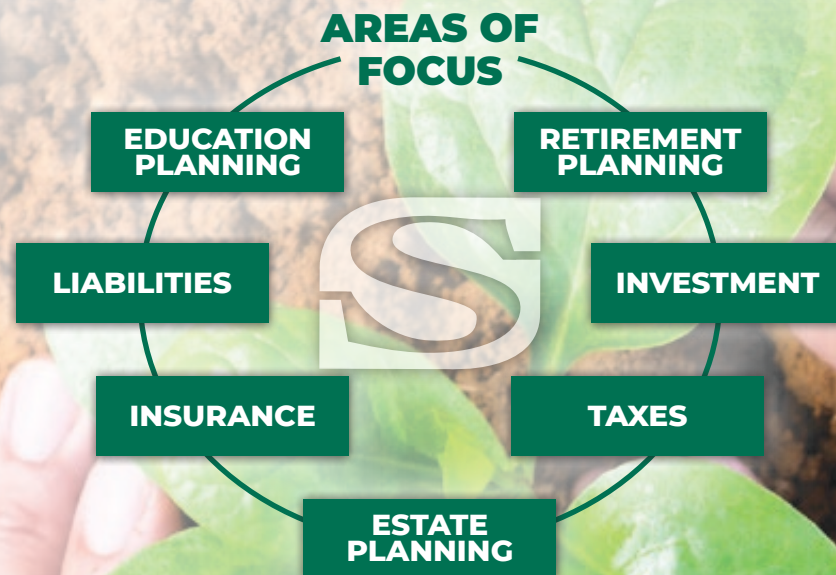 AREAS OF
FOCUS
EDUCATION
PLANNING
RETIREMENT
PLANNING
LIABILITIES
INVESTMENT
INSURANCE
TAXES
ESTATE
PLANNING